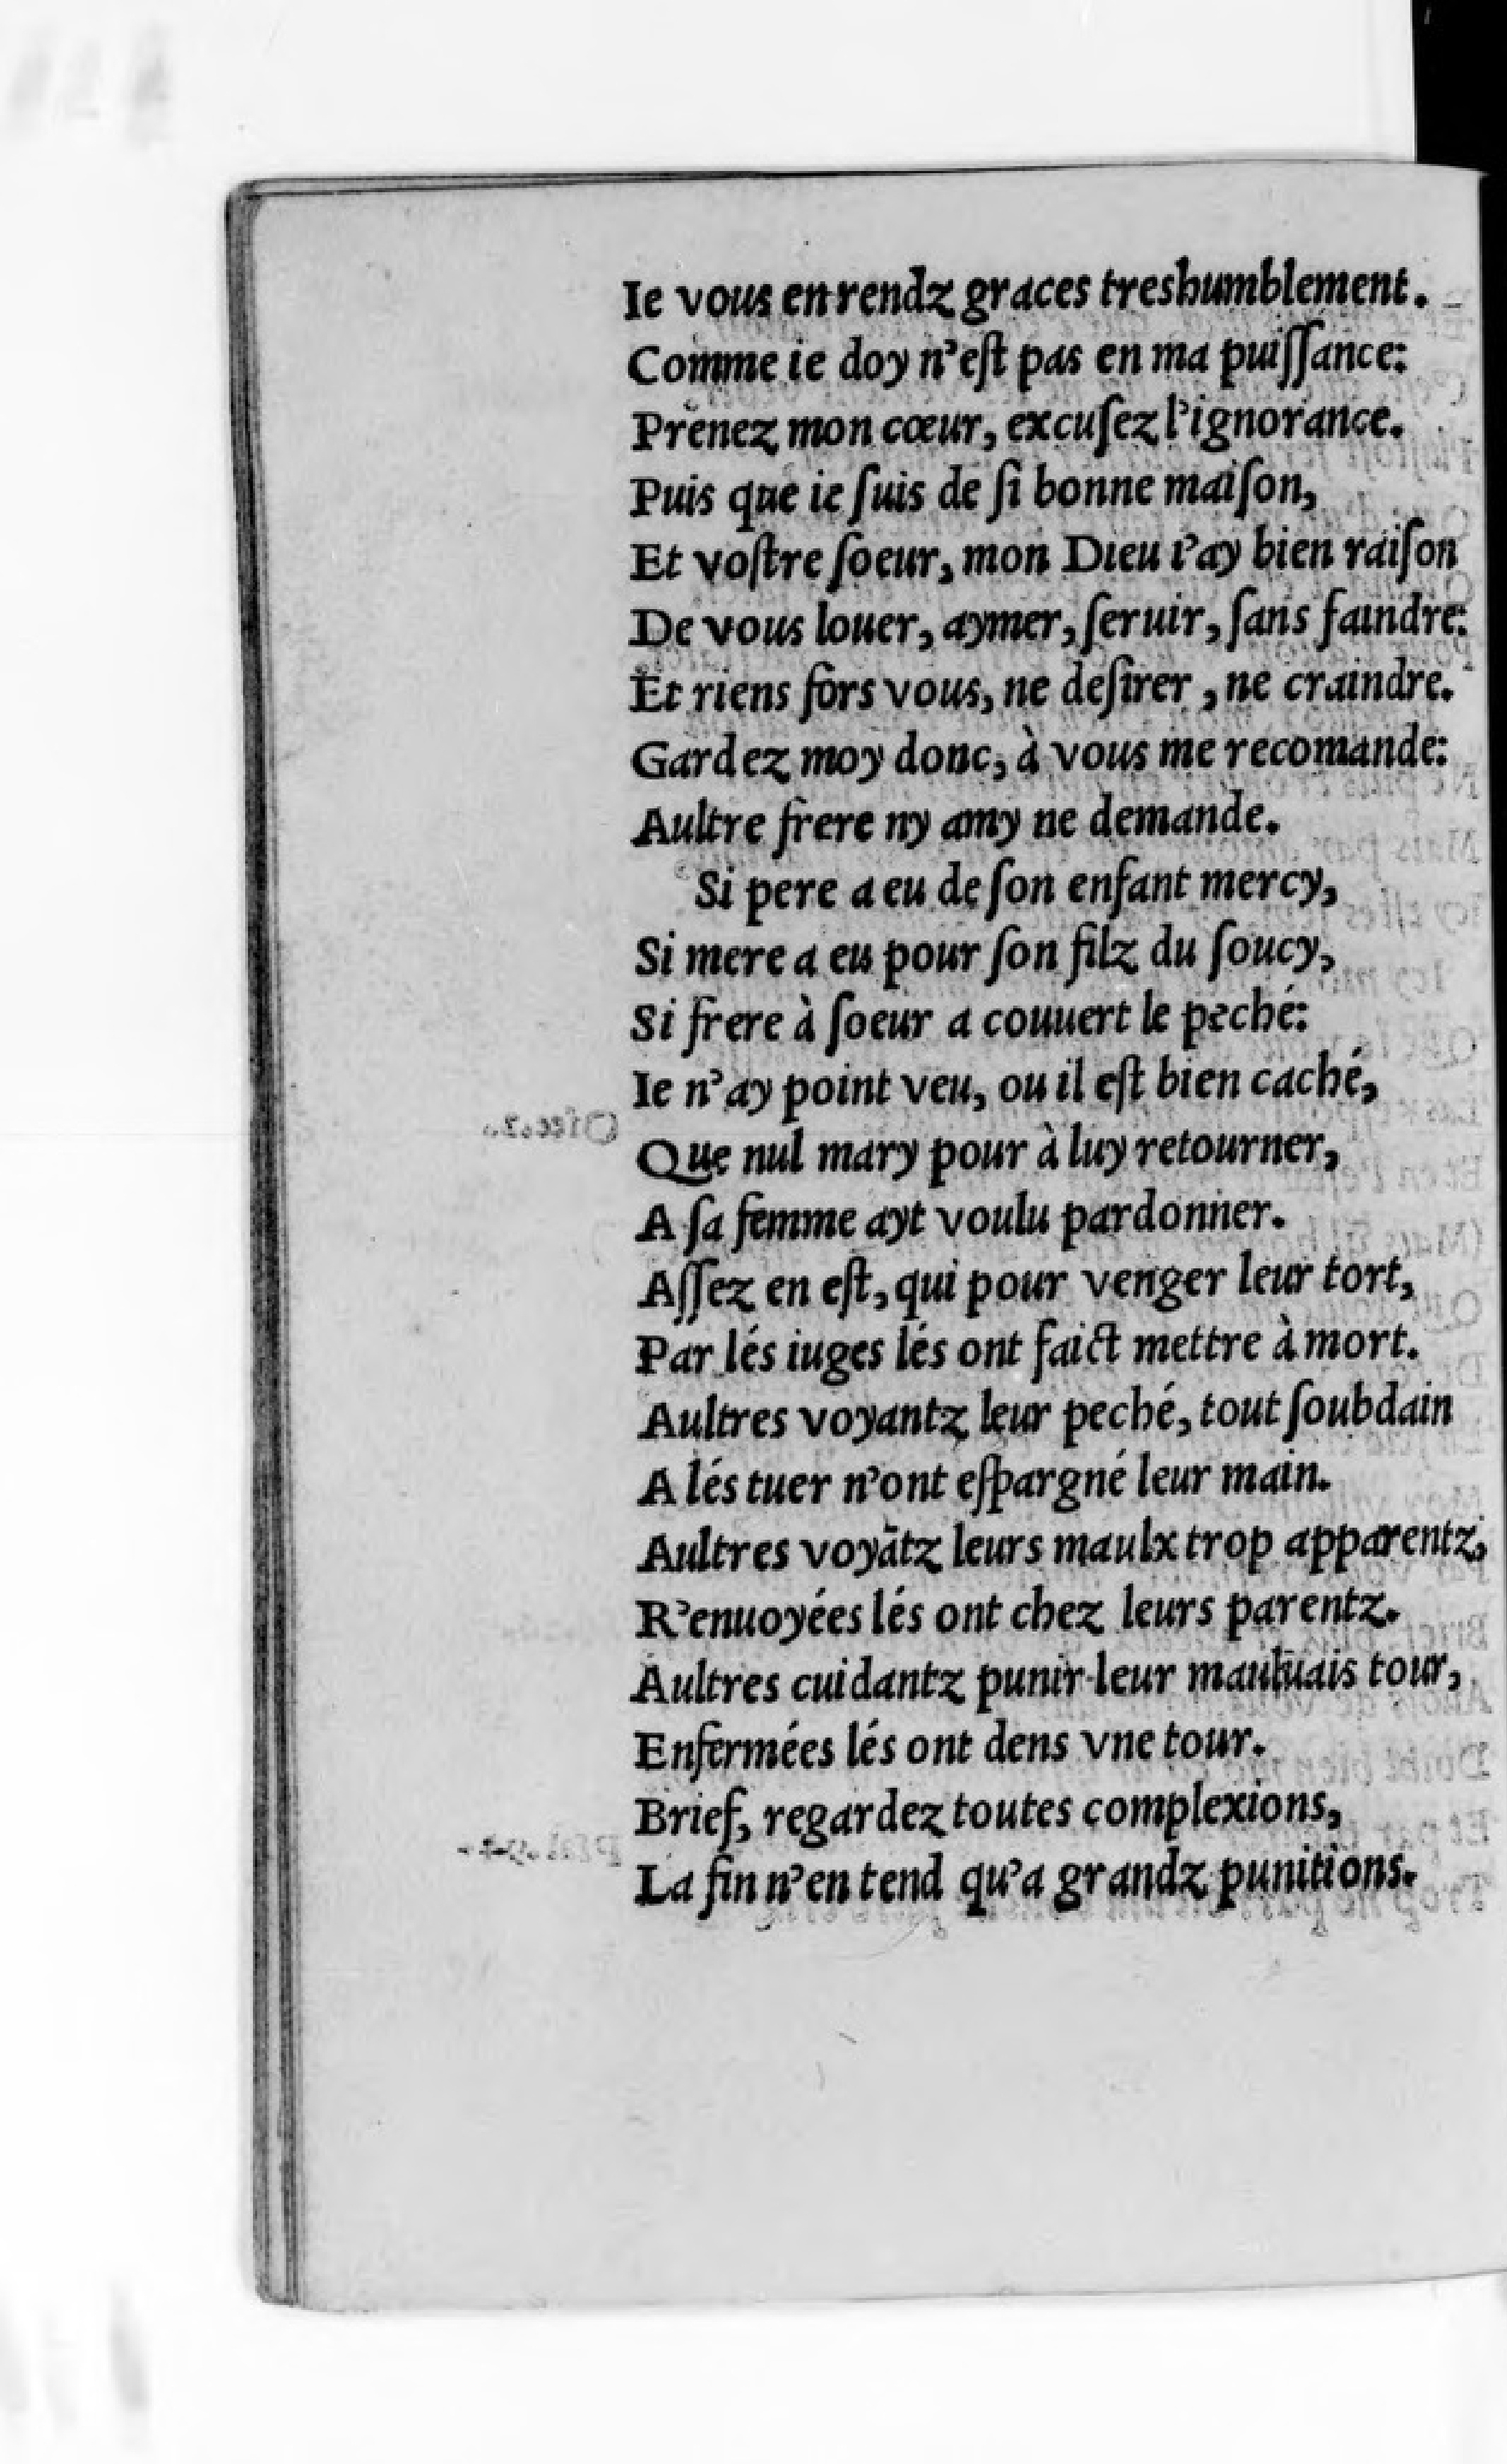 Ie vous en rendz graces treshumblement.
Comme ie doy n'eſt pas en ma puiſſance:
Prenez mon cœur, excuſez l'ignorance.
Puis que ie ſuis de ſi bonne maiſon,
Et voſtre ſoeur, mon Dieu i'ay bien raiſon
De vous louer, aymer, ſeruir, ſans faindre:
Et riens fors vous, ne deſirer, ne craindre.
Gardez moy donc, à vous me recomande:
Aultre frere ny amy ne demande.
Si pere a eu de ſon enfant mercy,
Si mere a eu pour ſon filz du ſoucy,
Si frere à ſoeur a couuert le peché:
Ie n'ay point veu, ou il eſt bien caché,
Que nul mary pour à luy retourner,
A ſa femme ayt voulu pardonner.
Aſſez en eſt, qui pour venger leur tort,
Par lés iuges lés ont faict mettre à mort.
Aultres voyantz leur peché, tout ſoubdain
A lés tuer n'ont eſpargné leur main.
Aultres voyãtz leurs maulx trop apparentz,
R'enuoyées lés ont chez leurs parentz.
Aultres cuidantz punir leur mauluais tour,
Enfermées lés ont dens vne tour.
Brief, regardez toutes complexions,
La fin n'en tend qu'a grandz punitions.